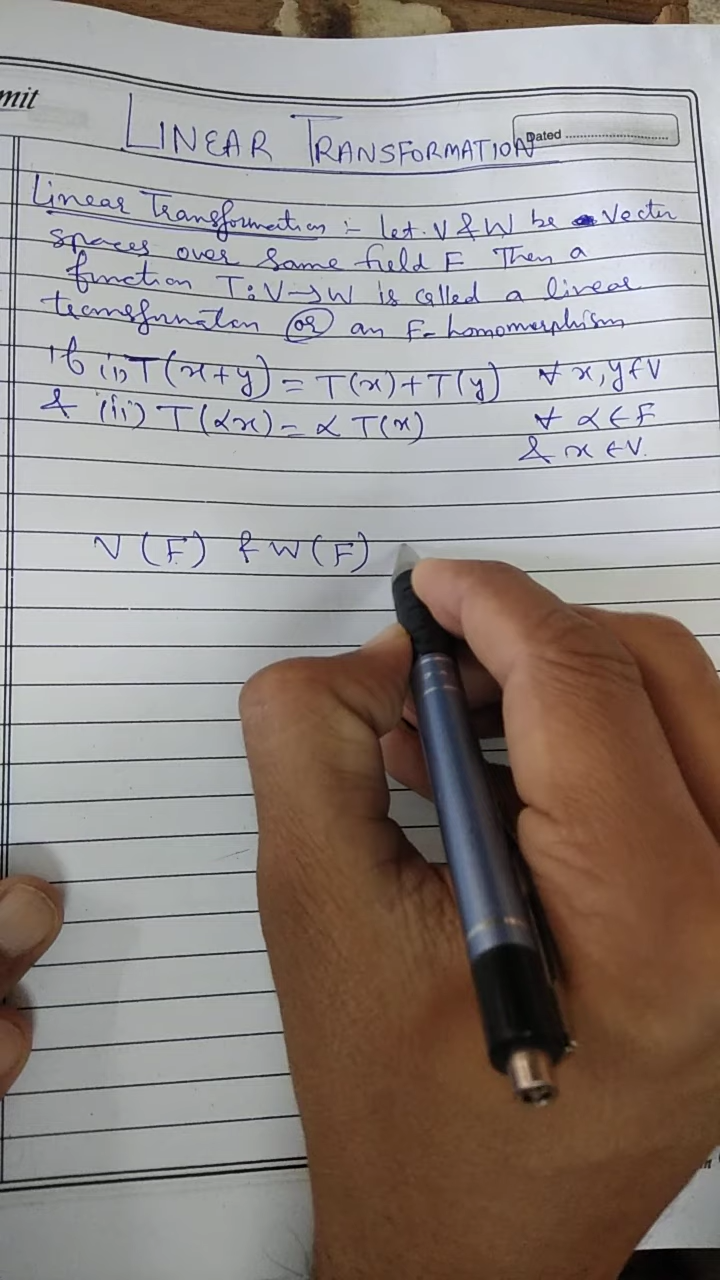 mit
LINEAR TRANSFORMATION
Dated
Linear Transformation :- Let V & W be Vector
spaces over same field F Then a
function T: V→W is called a linear
transformation or an F-homomorphism
if (i) T(x+y) = T(x)+T(y) ∀ x,y∈V
& (ii) T(αx) = α T(x) ∀ α∈F
& x∈V.
V(F) & W(F)